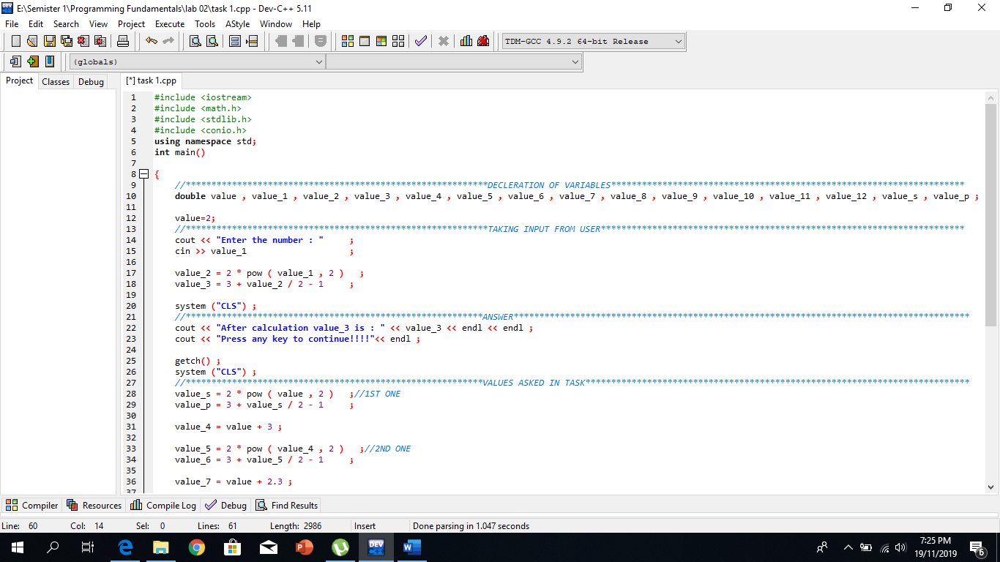 E:\Semister 1\Programming Fundamentals\lab 02\task 1.cpp - Dev-C++ 5.11
File Edit Search View Project Execute Tools AStyle Window Help
TDM-GCC 4.9.2 64-bit Release
(globals)
Project Classes Debug [*] task 1.cpp
1 #include <iostream>
2 #include <math.h>
3 #include <stdlib.h>
4 #include <conio.h>
5 using namespace std;
6 int main()
7
8 {
9 //***********************************************************DECLERATION OF VARIABLES*********************************************************************
10 double value , value_1 , value_2 , value_3 , value_4 , value_5 , value_6 , value_7 , value_8 , value_9 , value_10 , value_11 , value_12 , value_s , value_p ;
11
12 value=2;
13 //***********************************************************TAKING INPUT FROM USER***********************************************************************
14 cout << "Enter the number : " ;
15 cin >> value_1 ;
16
17 value_2 = 2 * pow ( value_1 , 2 ) ;
18 value_3 = 3 + value_2 / 2 - 1 ;
19
20 system ("CLS") ;
21 //**********************************************************ANSWER*****************************************************************************************
22 cout << "After calculation value_3 is : " << value_3 << endl << endl ;
23 cout << "Press any key to continue!!!!"<< endl ;
24
25 getch() ;
26 system ("CLS") ;
27 //**********************************************************VALUES ASKED IN TASK***************************************************************************
28 value_s = 2 * pow ( value , 2 ) ;//1ST ONE
29 value_p = 3 + value_s / 2 - 1 ;
30
31 value_4 = value + 3 ;
32
33 value_5 = 2 * pow ( value_4 , 2 ) ;//2ND ONE
34 value_6 = 3 + value_5 / 2 - 1 ;
35
36 value_7 = value + 2.3 ;
37
Compiler Resources Compile Log Debug Find Results
Line: 60 Col: 14 Sel: 0 Lines: 61 Length: 2986 Insert Done parsing in 1.047 seconds
7:25 PM
19/11/2019
6